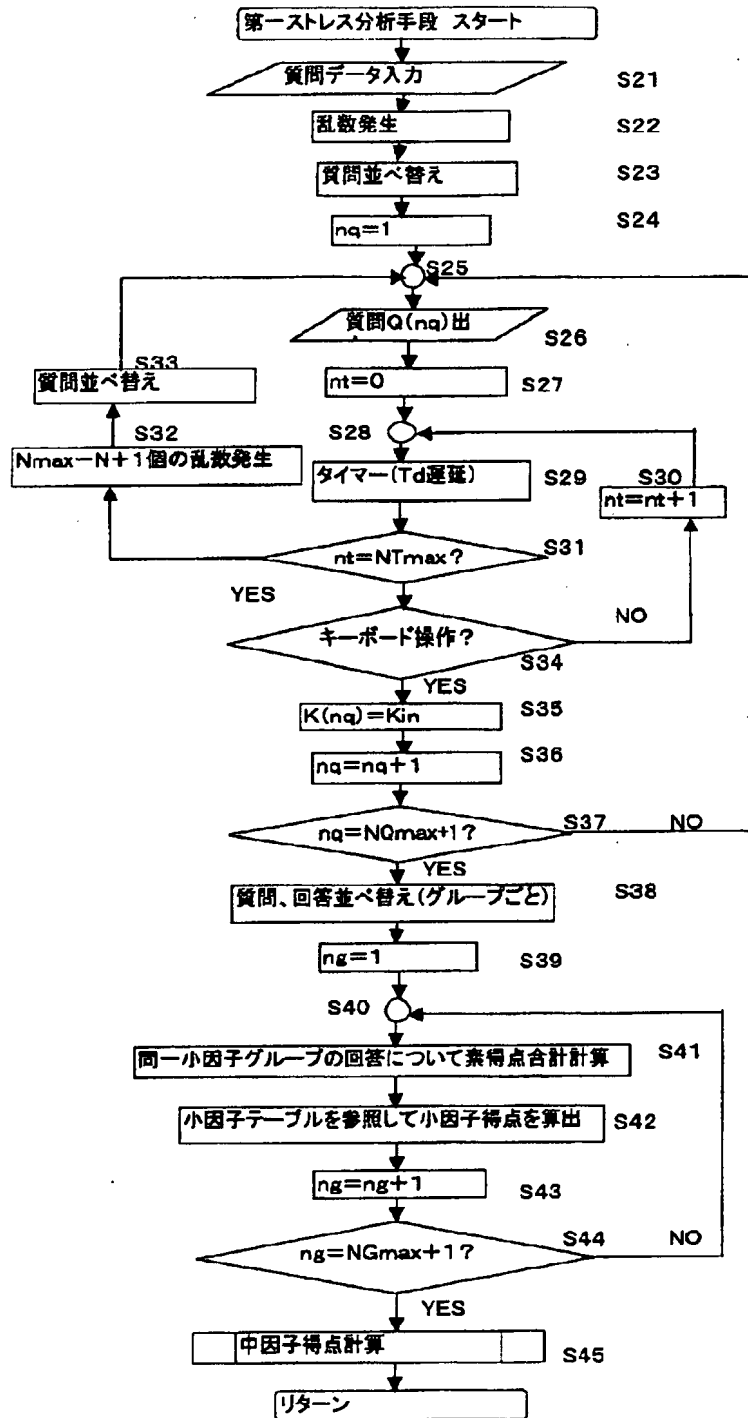 第一ストレス分析手段 スタート
質問データ入力
S21
乱数発生
S22
質問並べ替え
S23
nq=1
S24
S25
質問Q(nq)出
S26
S33
質問並べ替え
nt=0
S27
S32
S28
Nmax-N+1個の乱数発生
タイマー(Td遅延)
S29
S30
nt=nt+1
nt=NTmax?
S31
YES
キーボード操作?
NO
S34
YES
K(nq)=Kin
S35
nq=nq+1
S36
nq=NQmax+1?
S37
NO
YES
質問、回答並べ替え(グループごと)
S38
ng=1
S39
S40
同一小因子グループの回答について素得点合計計算
S41
小因子テーブルを参照して小因子得点を算出
S42
ng=ng+1
S43
ng=NGmax+1?
S44
NO
YES
中因子得点計算
S45
リターン